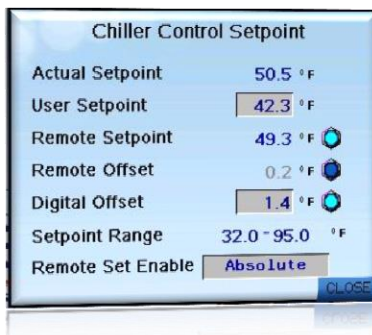 Chiller Control Setpoint
Actual Setpoint 50.5 °F
User Setpoint 42.3 °F
Remote Setpoint 49.3 °F
Remote Offset 0.2 °F
Digital Offset 1.4 °F
Setpoint Range 32.0 - 95.0 °F
Remote Set Enable Absolute
CLOSE